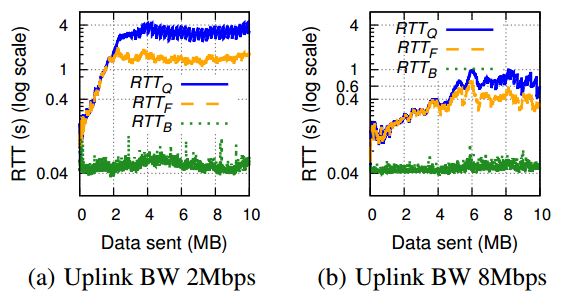 RTT (s) (log scale)
4
1
0.4
0.04
RTT_Q
RTT_F
RTT_B
0 2 4 6 8 10
Data sent (MB)
(a) Uplink BW 2Mbps
RTT (s) (log scale)
4
1
0.6
0.4
0.04
RTT_Q
RTT_F
RTT_B
0 2 4 6 8 10
Data sent (MB)
(b) Uplink BW 8Mbps